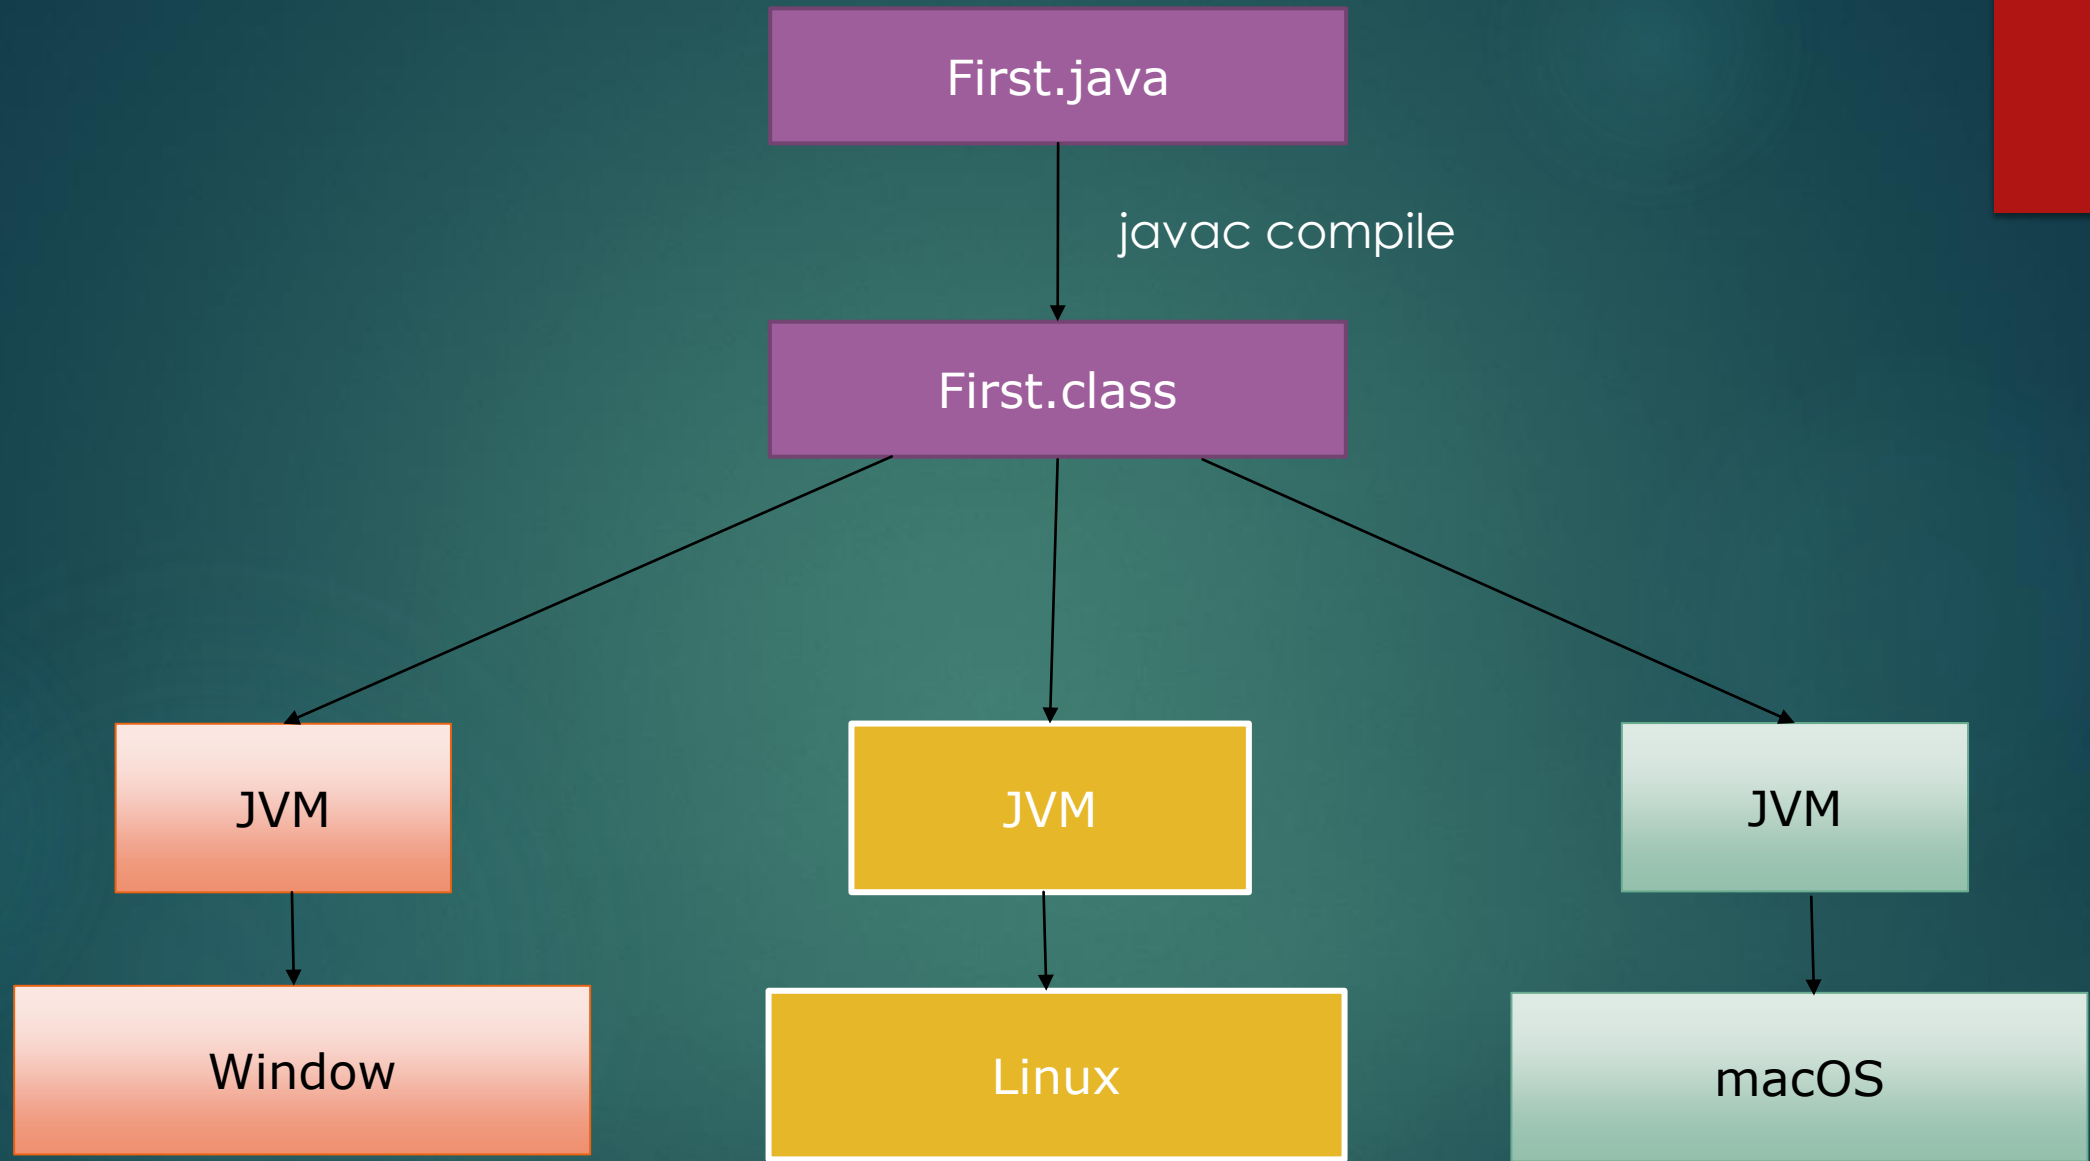 First.java
javac compile
First.class
JVM
JVM
JVM
Window
Linux
macOS